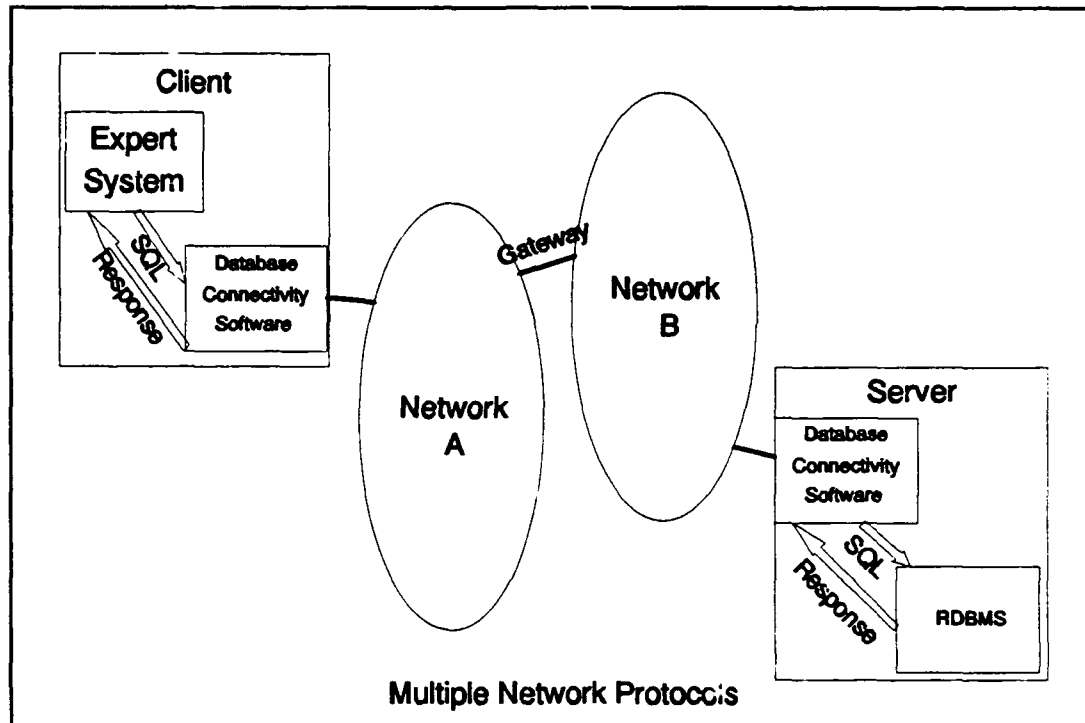 Client
Expert
System
SQL
Response
Database
Connectivity
Software
Network
A
Gateway
Network
B
Server
Database
Connectivity
Software
SQL
Response
RDBMS
Multiple Network Protocols